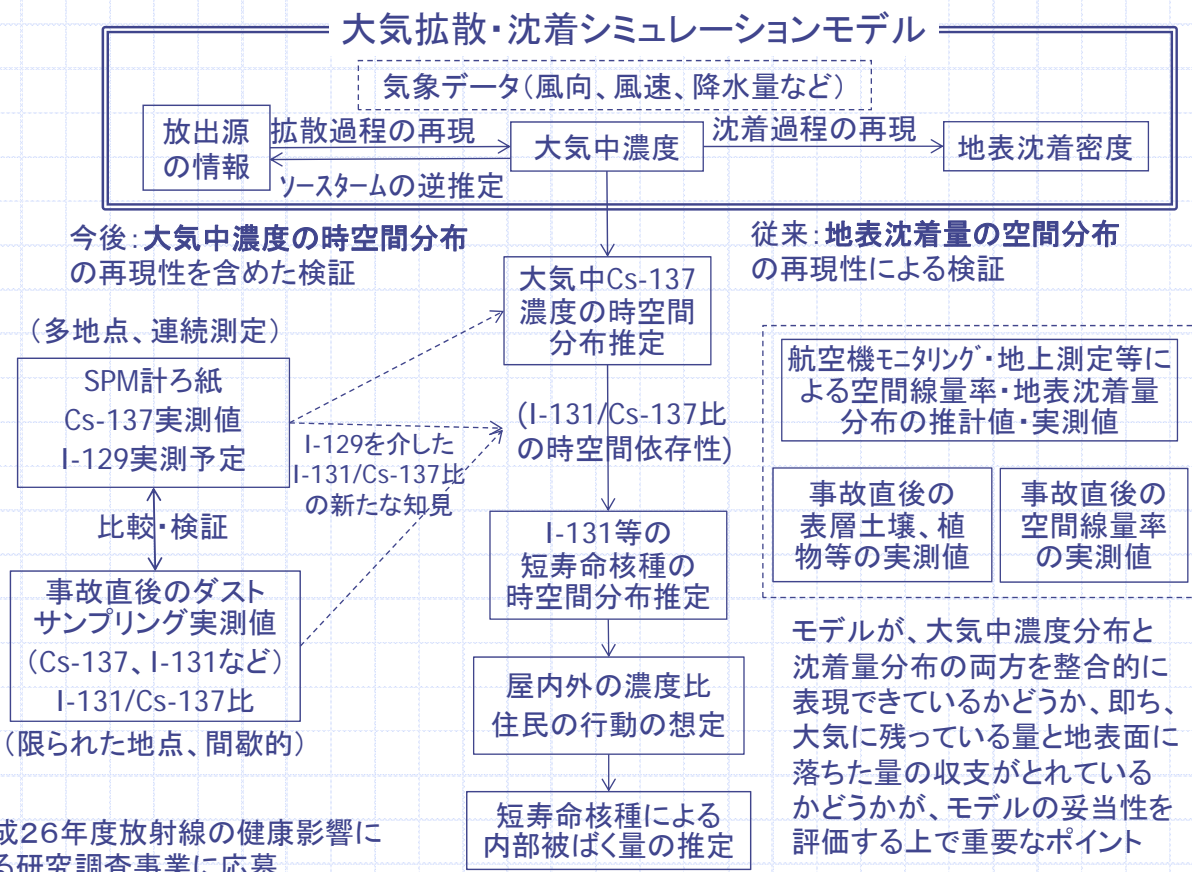 大気拡散・沈着シミュレーションモデル
気象データ（風向、風速、降水量など）
放出源
の情報
拡散過程の再現
ソースタームの逆推定
大気中濃度
沈着過程の再現
地表沈着密度
今後：大気中濃度の時空間分布
の再現性を含めた検証
従来：地表沈着量の空間分布
の再現性による検証
大気中Cs-137
濃度の時空間
分布推定
（多地点、連続測定）
SPM計ろ紙
Cs-137実測値
I-129実測予定
I-129を介した
I-131/Cs-137比
の新たな知見
(I-131/Cs-137比
の時空間依存性)
航空機モニタリング・地上測定等に
よる空間線量率・地表沈着量
分布の推計値・実測値
事故直後の
表層土壌、植
物等の実測値
事故直後の
空間線量率
の実測値
比較・検証
事故直後のダスト
サンプリング実測値
（Cs-137、I-131など）
I-131/Cs-137比
（限られた地点、間歇的）
I-131等の
短寿命核種の
時空間分布推定
屋内外の濃度比
住民の行動の想定
短寿命核種による
内部被ばく量の推定
モデルが、大気中濃度分布と
沈着量分布の両方を整合的に
表現できているかどうか、即ち、
大気に残っている量と地表面に
落ちた量の収支がとれている
かどうかが、モデルの妥当性を
評価する上で重要なポイント
成26年度放射線の健康影響に
る研究調査事業に応募